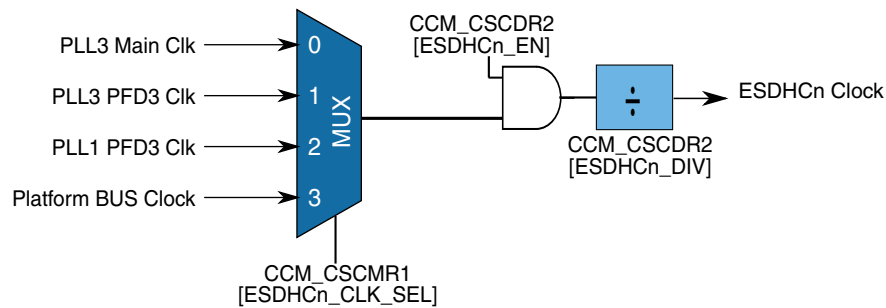 CCM_CSCDR2
[ESDHCn_EN]
PLL3 Main Clk
0
PLL3 PFD3 Clk
1
MUX
÷
ESDHCn Clock
PLL1 PFD3 Clk
2
CCM_CSCDR2
[ESDHCn_DIV]
Platform BUS Clock
3
CCM_CSCMR1
[ESDHCn_CLK_SEL]